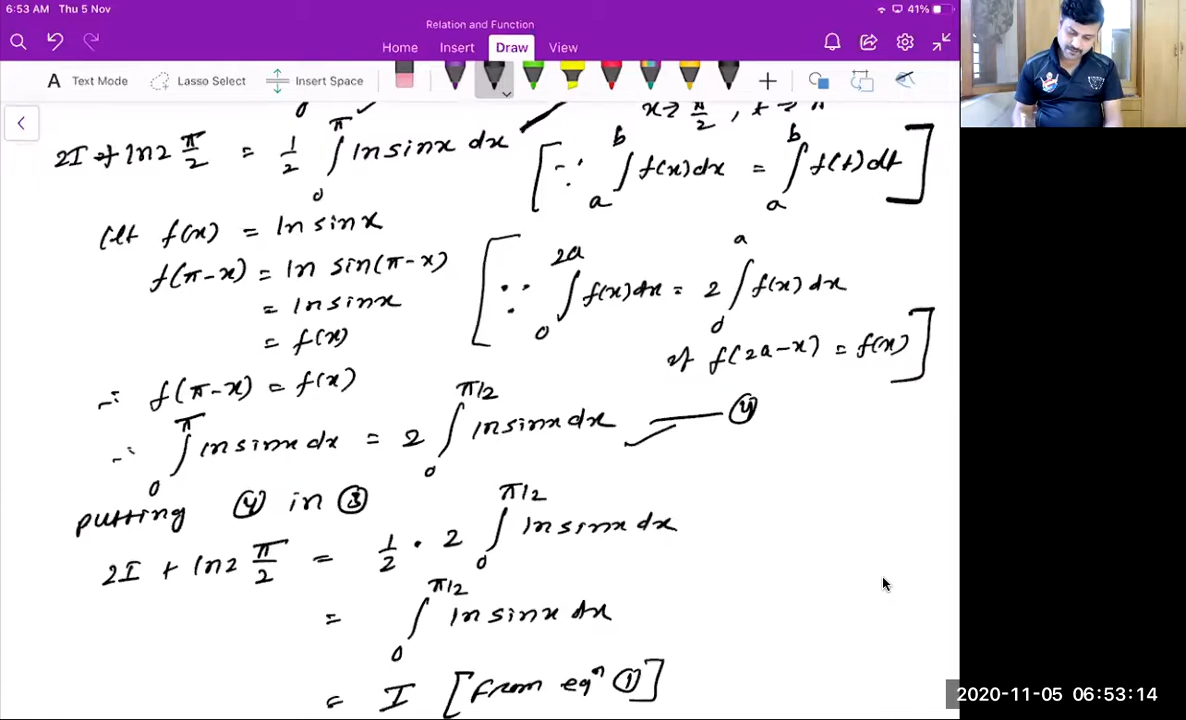 6:53 AM Thu 5 Nov
41%
Relation and Function
Home Insert Draw View
A Text Mode Lasso Select Insert Space
x → π/2, t → π
2I + ln2 π/2 = 1/2 ∫₀^π ln sinx dx
[∵ ∫ₐᵇ f(x)dx = ∫ₐᵇ f(t)dt]
let f(x) = ln sinx
f(π-x) = ln sin(π-x)
= ln sinx
= f(x)
[∵ ∫₀^2a f(x)dx = 2 ∫₀^a f(x)dx
if f(2a-x) = f(x)]
∴ f(π-x) = f(x)
∴ ∫₀^π ln sinx dx = 2 ∫₀^π/2 ln sinx dx — ④
putting ④ in ③
2I + ln2 π/2 = 1/2 · 2 ∫₀^π/2 ln sinx dx
= ∫₀^π/2 ln sinx dx
= I [from eqⁿ ①]
2020-11-05 06:53:14